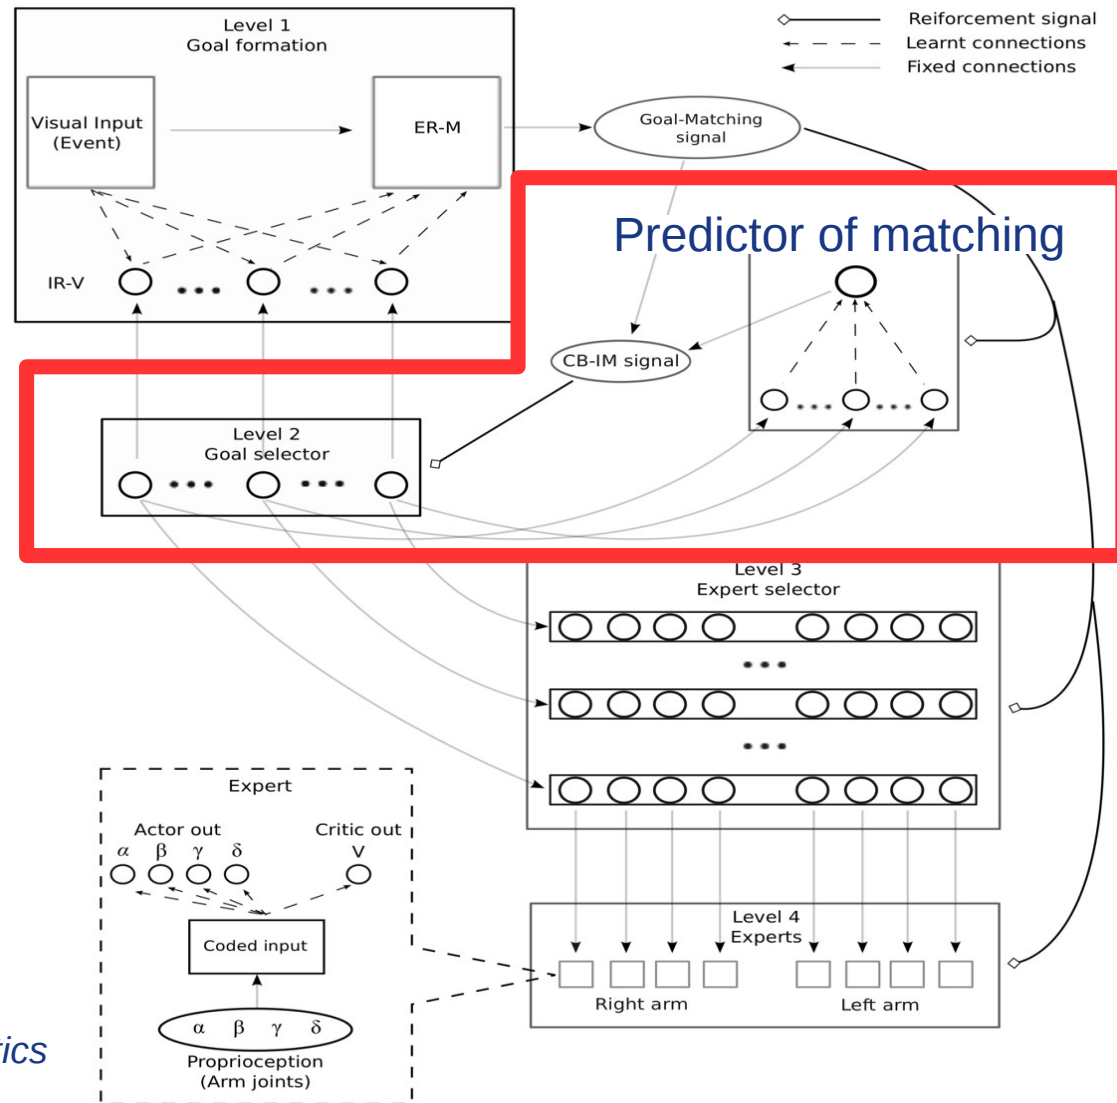 Level 1
Goal formation
Reiforcement signal
Learnt connections
Fixed connections
Visual Input
(Event)
ER-M
Goal-Matching
signal
Predictor of matching
IR-V
CB-IM signal
Level 2
Goal selector
Level 3
Expert selector
Expert
Actor out
Critic out
α β γ δ
V
Coded input
α β γ δ
Proprioception
(Arm joints)
Level 4
Experts
Right arm
Left arm
tics